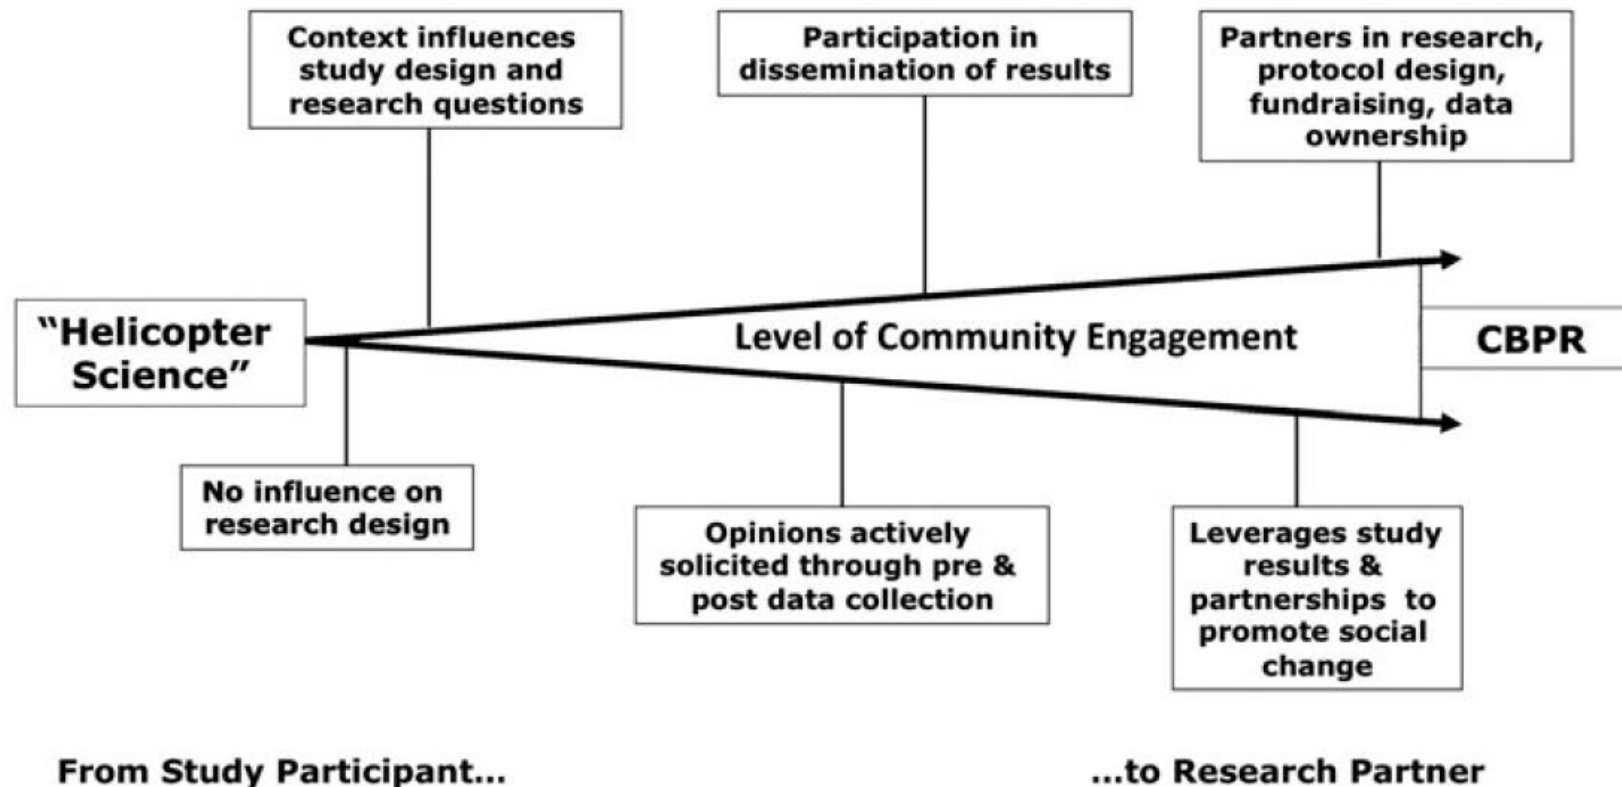 Context influences
study design and
research questions
Participation in
dissemination of results
Partners in research,
protocol design,
fundraising, data
ownership
“Helicopter
Science”
Level of Community Engagement
CBPR
No influence on
research design
Opinions actively
solicited through pre &
post data collection
Leverages study
results &
partnerships to
promote social
change
From Study Participant...
...to Research Partner